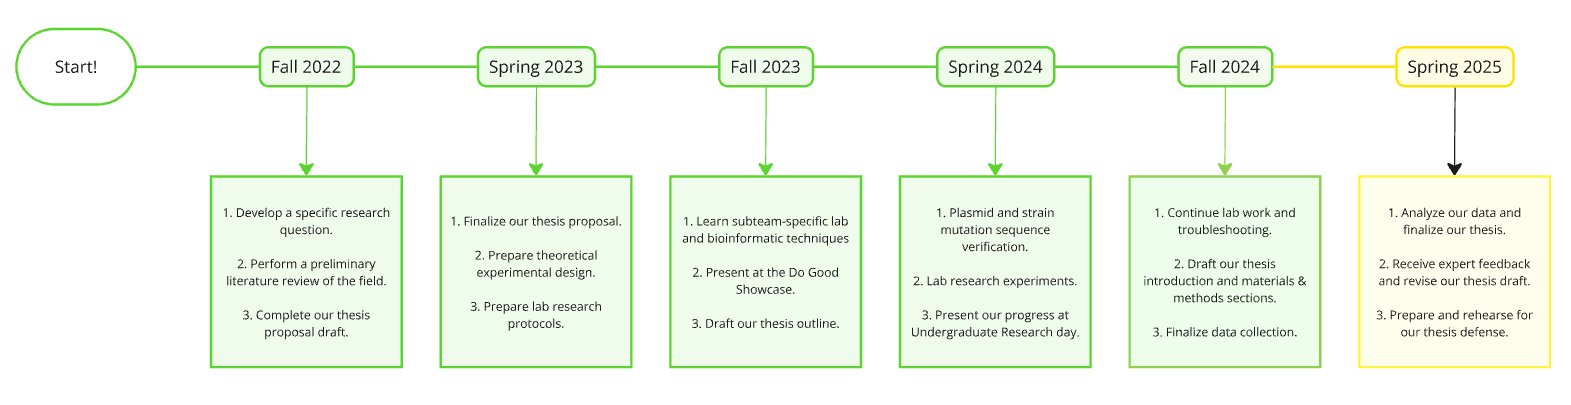 Start!
Fall 2022
Spring 2023
Fall 2023
Spring 2024
Fall 2024
Spring 2025
1. Develop a specific research
question.
2. Perform a preliminary
literature review of the field.
3. Complete our thesis
proposal draft.
1. Finalize our thesis proposal.
2. Prepare theoretical
experimental design.
3. Prepare lab research
protocols.
1. Learn subteam-specific lab
and bioinformatic techniques
2. Present at the Do Good
Showcase.
3. Draft our thesis outline.
1. Plasmid and strain
mutation sequence
verification.
2. Lab research experiments.
3. Present our progress at
Undergraduate Research day.
1. Continue lab work and
troubleshooting.
2. Draft our thesis
introduction and materials &
methods sections.
3. Finalize data collection.
1. Analyze our data and
finalize our thesis.
2. Receive expert feedback
and revise our thesis draft.
3. Prepare and rehearse for
our thesis defense.